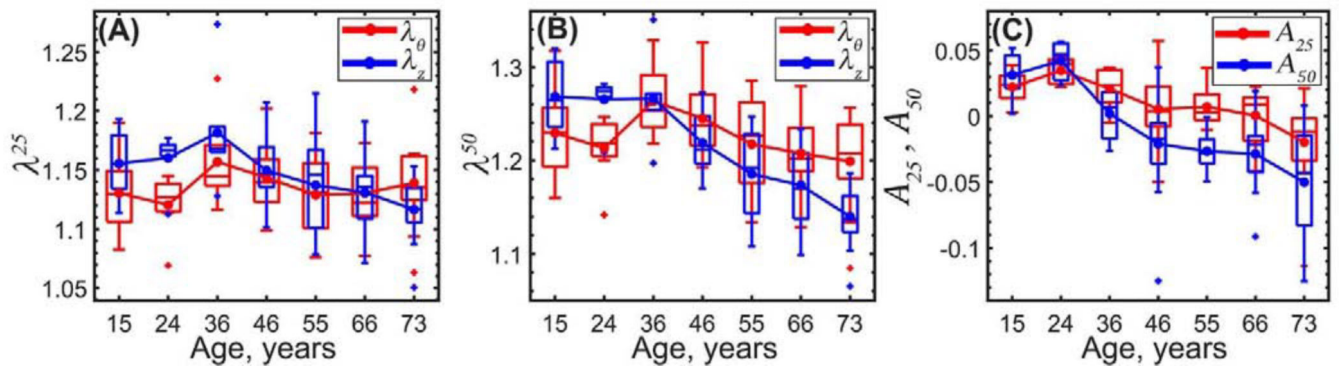 (A)
λθ
λz
1.25
1.2
1.15
1.1
1.05
λ²⁵
15 24 36 46 55 66 73
Age, years
(B)
λθ
λz
1.3
1.2
1.1
λ⁵⁰
15 24 36 46 55 66 73
Age, years
(C)
A₂₅
A₅₀
0.05
0
-0.05
-0.1
A₂₅, A₅₀
15 24 36 46 55 66 73
Age, years